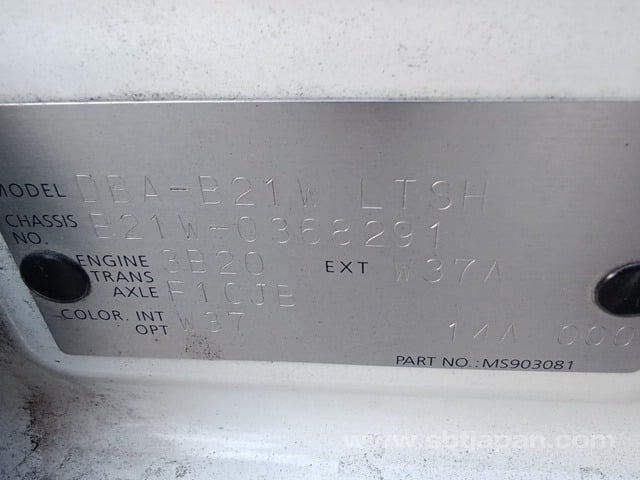 MODEL DBA-B21W LTSH
CHASSIS NO. B21W-0368291
ENGINE 3B20 EXT W37A
TRANS AXLE F1CJB
COLOR. INT OPT W37 14A 000
PART NO.: MS903081
www.sbtjapan.com